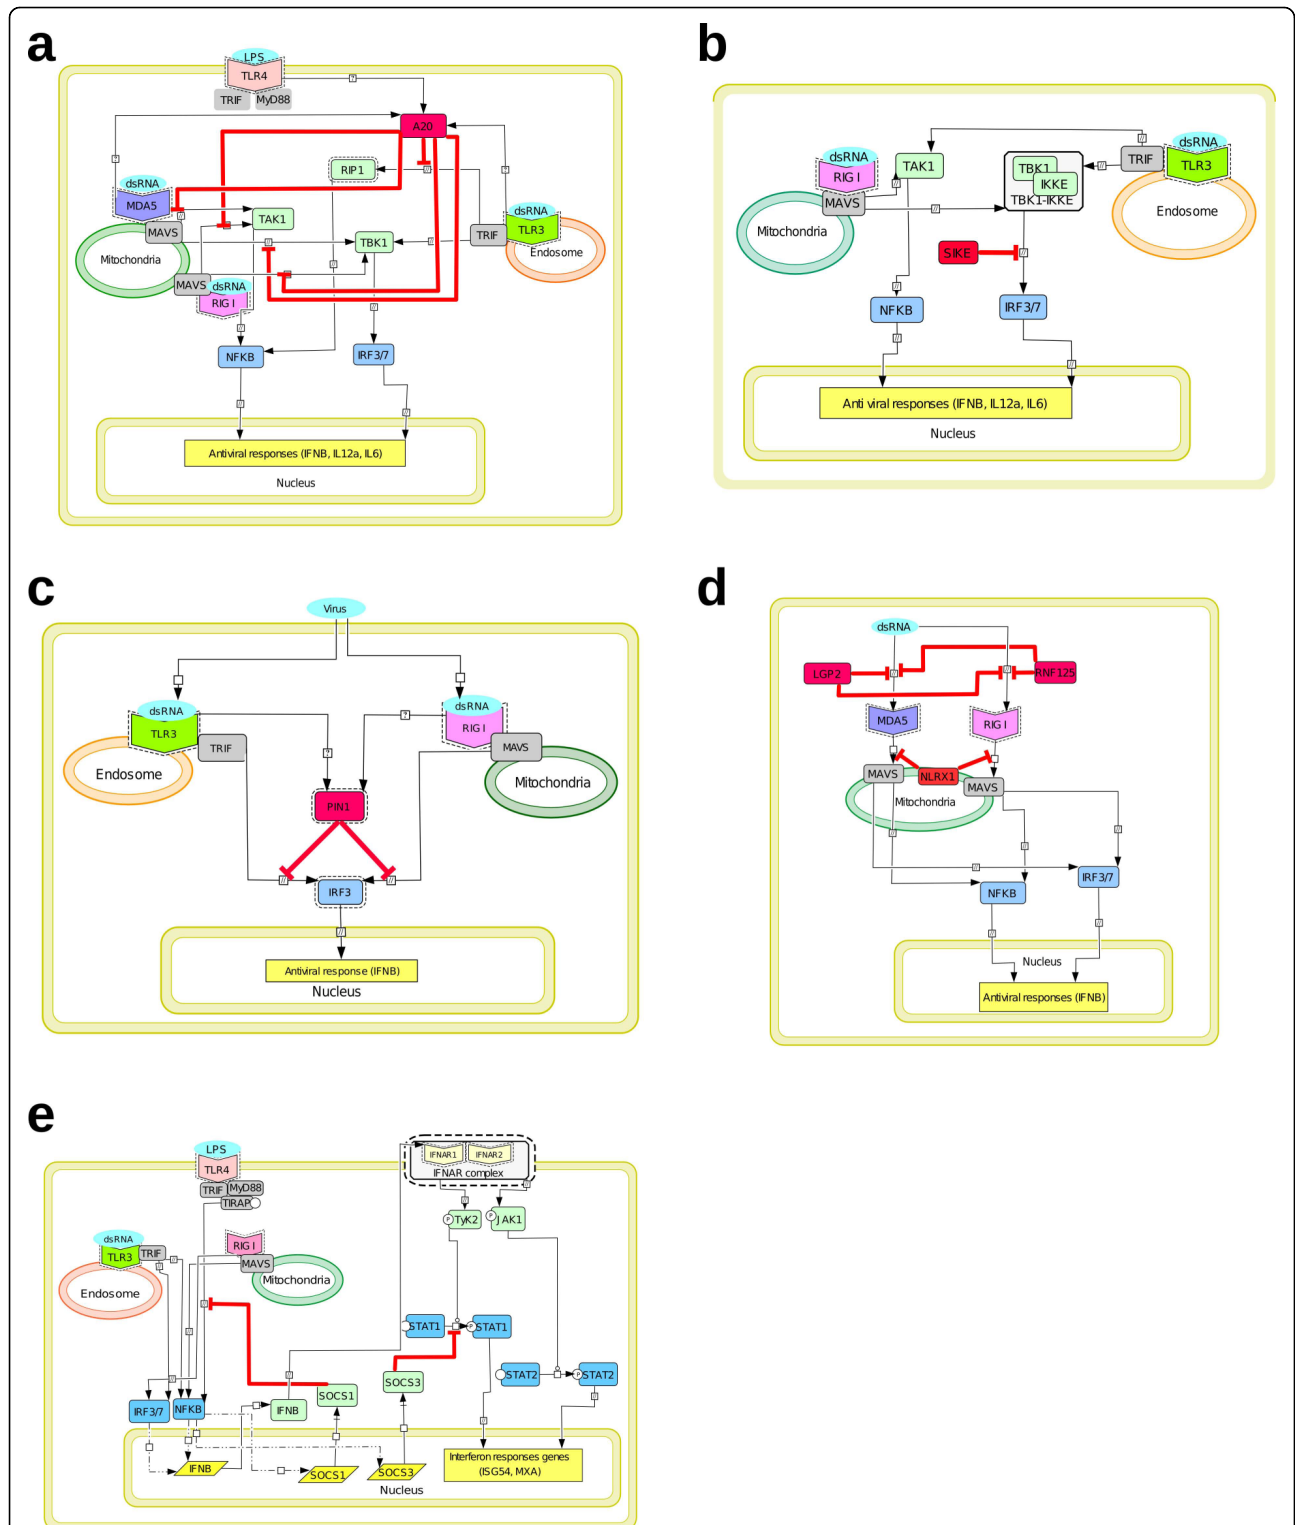 a
LPS
TLR4
TRIF
MyD88
?
A20
RIP1
?
?
dsRNA
MDA5
MAVS
TAK1
TBK1
dsRNA
TLR3
TRIF
Endosome
Mitochondria
MAVS
dsRNA
RIG I
NFKB
IRF3/7
Antiviral responses (IFNB, IL12a, IL6)
Nucleus
b
dsRNA
RIG I
MAVS
TAK1
TBK1
IKKE
TBK1-IKKE
TRIF
dsRNA
TLR3
Endosome
Mitochondria
SIKE
NFKB
IRF3/7
Anti viral responses (IFNB, IL12a, IL6)
Nucleus
c
Virus
dsRNA
TLR3
TRIF
Endosome
?
?
dsRNA
RIG I
MAVS
Mitochondria
PIN1
IRF3
Antiviral response (IFNB)
Nucleus
d
dsRNA
LGP2
RNF125
MDA5
RIG I
MAVS
NLRX1
MAVS
Mitochondria
NFKB
IRF3/7
Nucleus
Antiviral responses (IFNB)
e
LPS
TLR4
TRIF
MyD88
TIRAP
IFNAR1
IFNAR2
IFNAR complex
P
TyK2
P
JAK1
dsRNA
TLR3
TRIF
Endosome
RIG I
MAVS
Mitochondria
STAT1
P
STAT1
STAT2
P
STAT2
SOCS1
SOCS3
IRF3/7
NFKB
IFNB
IFNB
SOCS1
SOCS3
Interferon responses genes
(ISG54, MXA)
Nucleus